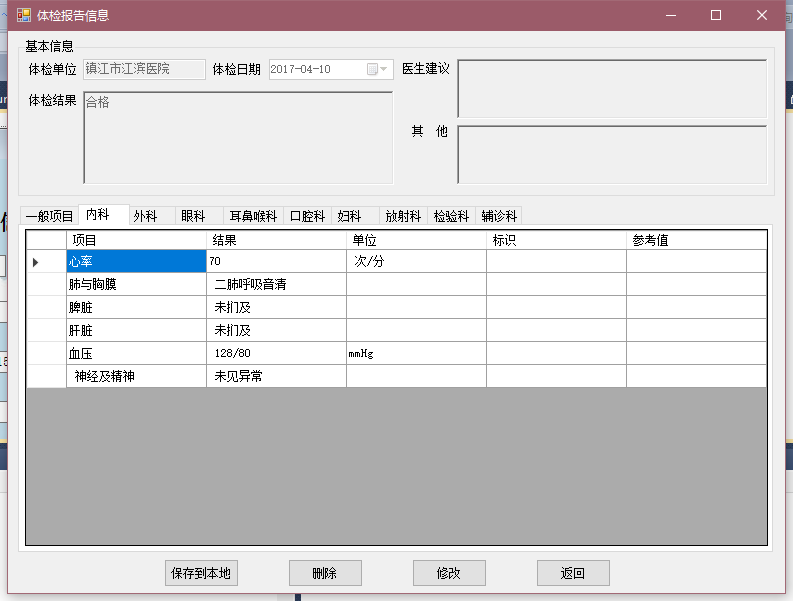 体检报告信息
基本信息
体检单位 镇江市江滨医院 体检日期 2017-04-10 医生建议
体检结果 合格
其 他
一般项目 内科 外科 眼科 耳鼻喉科 口腔科 妇科 放射科 检验科 辅诊科
项目 结果 单位 标识 参考值
心率 70 次/分
肺与胸膜 二肺呼吸音清
脾脏 未扪及
肝脏 未扪及
血压 128/80 mmHg
神经及精神 未见异常
保存到本地 删除 修改 返回